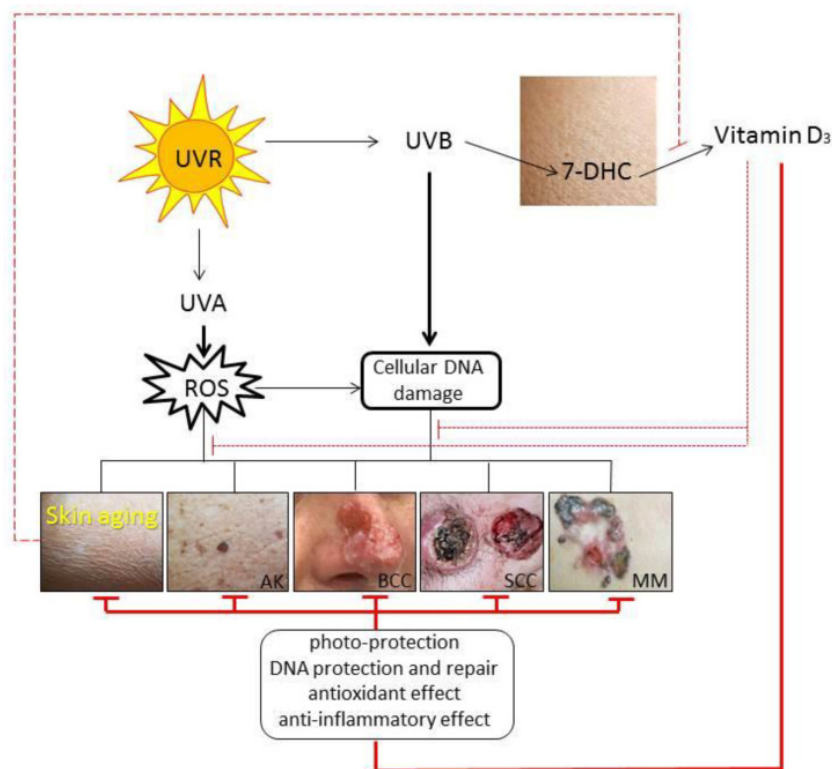 UVR
UVB
7-DHC
Vitamin D3
UVA
ROS
Cellular DNA
damage
Skin aging
AK
BCC
SCC
MM
photo-protection
DNA protection and repair
antioxidant effect
anti-inflammatory effect